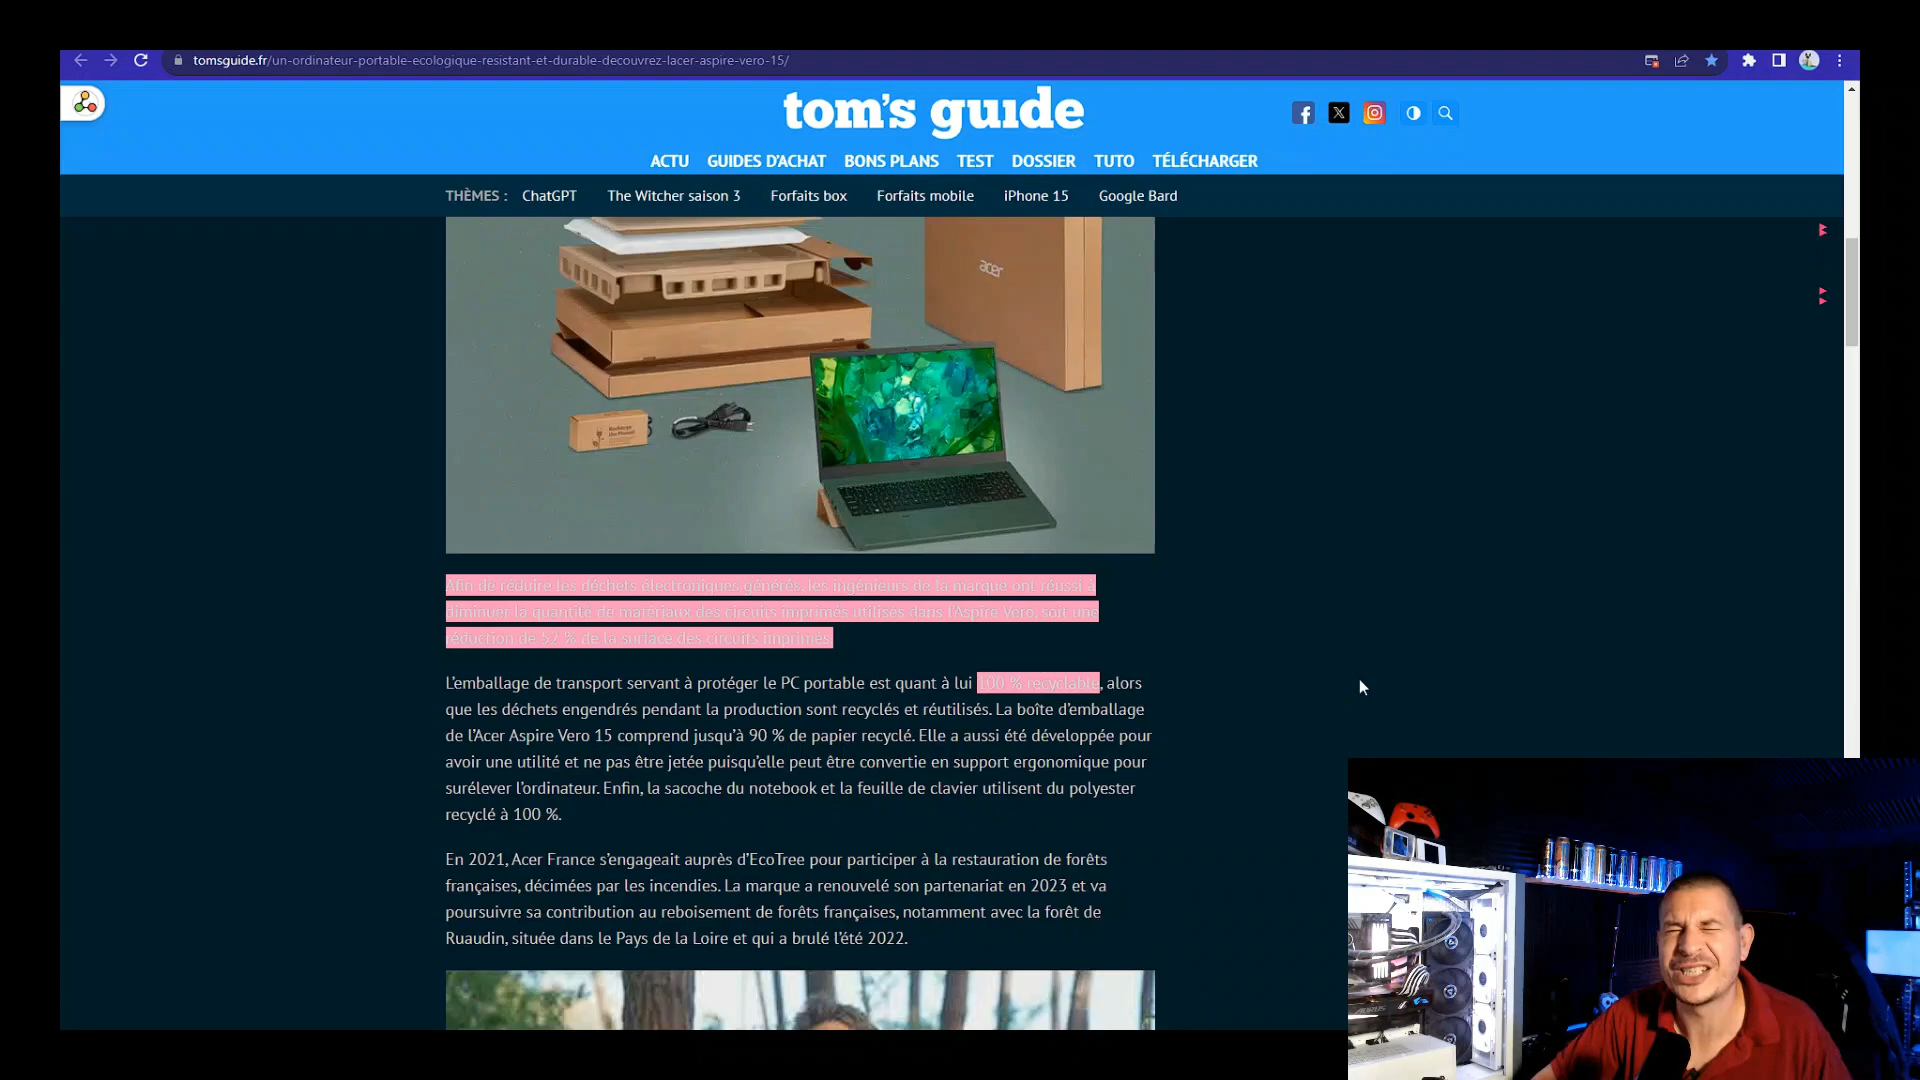 tomsguide.fr/un-ordinateur-portable-ecologique-resistant-et-durable-decouvrez-lacer-aspire-vero-15/
tom's guide
ACTU GUIDES D'ACHAT BONS PLANS TEST DOSSIER TUTO TÉLÉCHARGER
THÈMES : ChatGPT The Witcher saison 3 Forfaits box Forfaits mobile iPhone 15 Google Bard
acer
Afin de réduire les déchets électroniques générés, les ingénieurs de la marque ont réussi à
diminuer la quantité de matériaux des circuits imprimés utilisés dans l'Aspire Vero, soit une
réduction de 52 % de la surface des circuits imprimés.
L'emballage de transport servant à protéger le PC portable est quant à lui 100 % recyclable, alors
que les déchets engendrés pendant la production sont recyclés et réutilisés. La boîte d'emballage
de l'Acer Aspire Vero 15 comprend jusqu'à 90 % de papier recyclé. Elle a aussi été développée pour
avoir une utilité et ne pas être jetée puisqu'elle peut être convertie en support ergonomique pour
surélever l'ordinateur. Enfin, la sacoche du notebook et la feuille de clavier utilisent du polyester
recyclé à 100 %.
En 2021, Acer France s'engageait auprès d'EcoTree pour participer à la restauration de forêts
françaises, décimées par les incendies. La marque a renouvelé son partenariat en 2023 et va
poursuivre sa contribution au reboisement de forêts françaises, notamment avec la forêt de
Ruaudin, située dans le Pays de la Loire et qui a brulé l'été 2022.